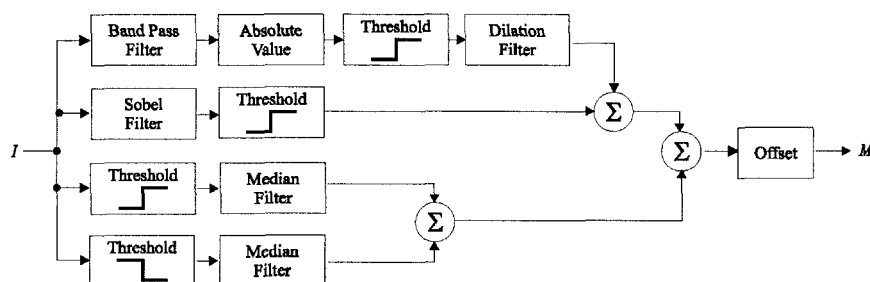 Band Pass
Filter
Absolute
Value
Threshold
Dilation
Filter
Σ
Sobel
Filter
Threshold
Σ
Offset
M
I
Threshold
Median
Filter
Σ
Threshold
Median
Filter